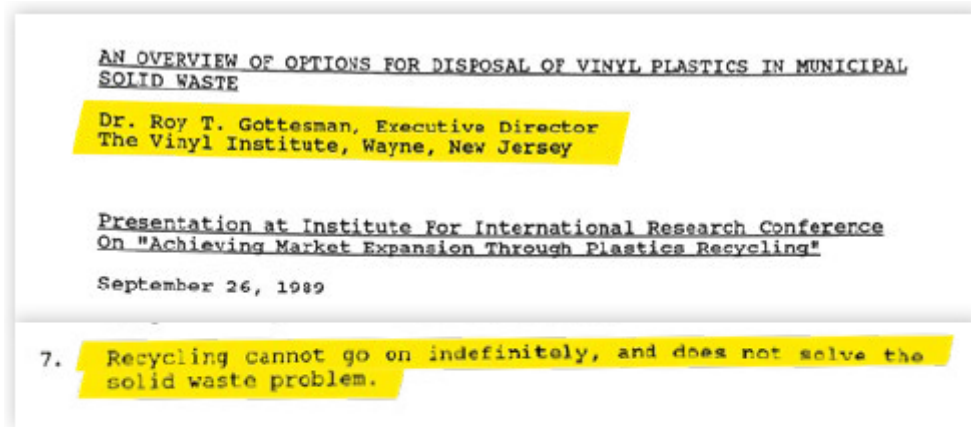 AN OVERVIEW OF OPTIONS FOR DISPOSAL OF VINYL PLASTICS IN MUNICIPAL
SOLID WASTE
Dr. Roy T. Gottesman, Executive Director
The Vinyl Institute, Wayne, New Jersey
Presentation at Institute For International Research Conference
On "Achieving Market Expansion Through Plastics Recycling"
September 26, 1989
7. Recycling cannot go on indefinitely, and does not solve the
solid waste problem.